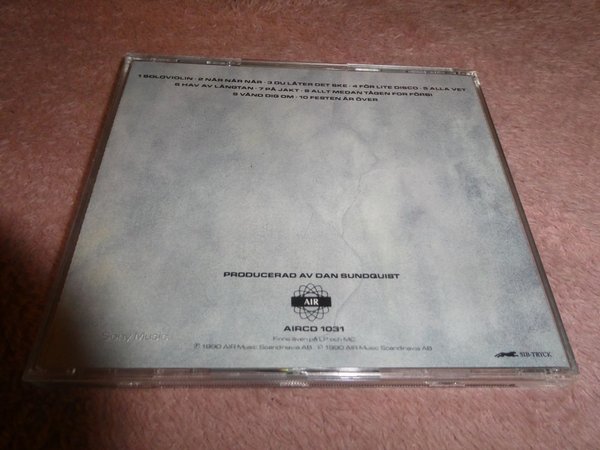 1 SOLOVIOLIN · 2 NÄR NÄR NÄR · 3 DU LÅTER DET SKE · 4 FÖR LITE DISCO · 5 ALLA VET
6 HAV AV LÄNGTAN · 7 PÅ JAKT · 8 ALLT MEDAN TÅGEN FOR FÖRBI
9 VÄND DIG OM · 10 FESTEN ÄR ÖVER
PRODUCERAD AV DAN SUNDQUIST
AIR
AIRCD 1031
Finns även på LP och MC
Sony Music
℗ 1990 AIR Music Scandinavia AB · © 1990 AIR Music Scandinavia AB
SIB-TRYCK